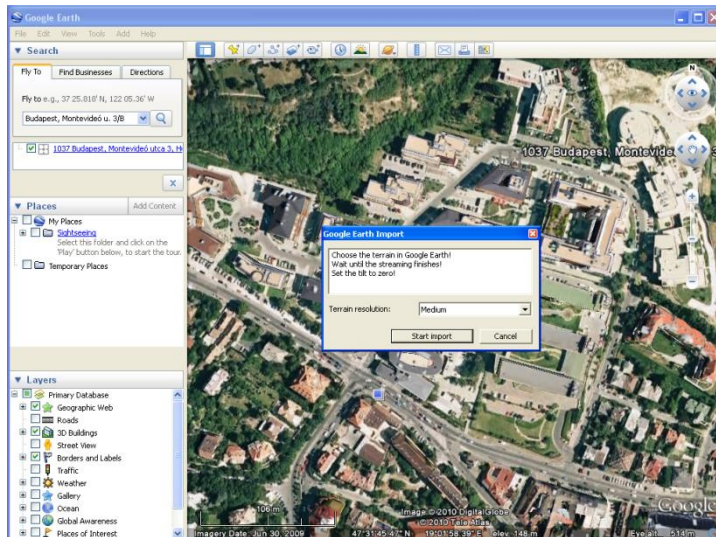 Google Earth
File Edit View Tools Add Help
Search
Fly To Find Businesses Directions
Fly to e.g., 37 25.818' N, 122 05.36' W
Budapest, Montevideó u. 3/B
1037 Budapest, Montevideó utca 3, H
Places Add Content
My Places
Sightseeing
Select this folder and click on the
'Play' button below, to start the tour.
Temporary Places
Layers
Primary Database
Geographic Web
Roads
3D Buildings
Street View
Borders and Labels
Traffic
Weather
Gallery
Ocean
Global Awareness
Places of Interest
N
1037 Budapest, Montevide 3
Google Earth Import
Choose the terrain in Google Earth!
Wait until the streaming finishes!
Set the tilt to zero!
Terrain resolution: Medium
Start import Cancel
106 m
Image © 2010 DigitalGlobe
© 2010 Tele Atlas
Google
Imagery Date: Jun 30, 2009 47°31'45.47" N 19°01'58.39" E elev 148 m Eye alt 514 m